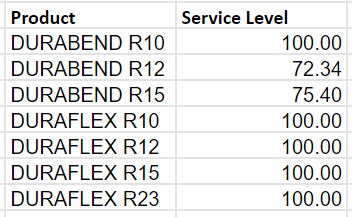 Product Service Level
DURABEND R10 100.00
DURABEND R12 72.34
DURABEND R15 75.40
DURAFLEX R10 100.00
DURAFLEX R12 100.00
DURAFLEX R15 100.00
DURAFLEX R23 100.00